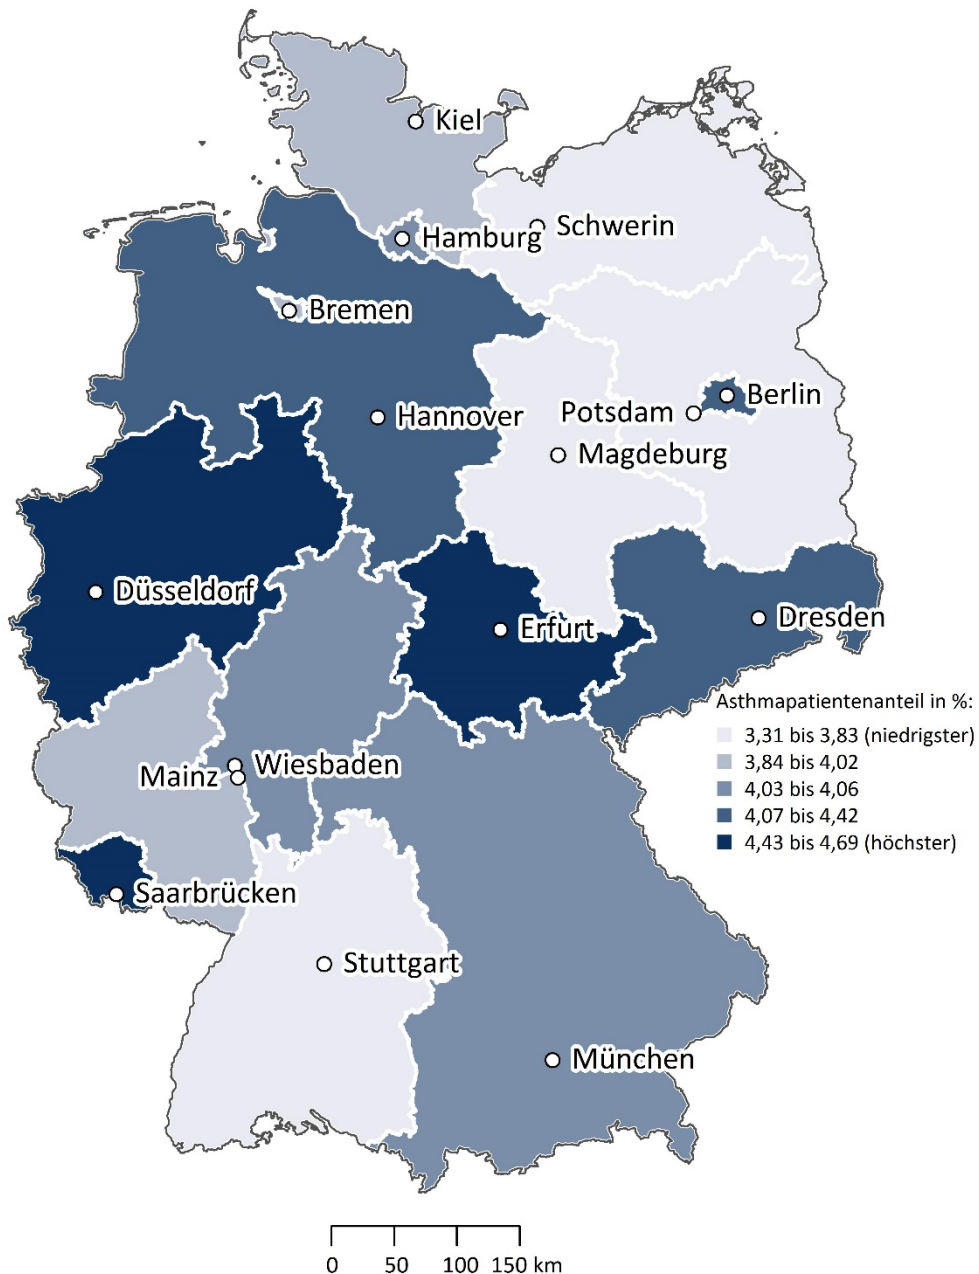 Kiel
Schwerin
Hamburg
Bremen
Berlin
Potsdam
Hannover
Magdeburg
Düsseldorf
Erfurt
Dresden
Asthmapatientenanteil in %:
3,31 bis 3,83 (niedrigster)
3,84 bis 4,02
4,03 bis 4,06
4,07 bis 4,42
4,43 bis 4,69 (höchster)
Wiesbaden
Mainz
Saarbrücken
Stuttgart
München
0 50 100 150 km